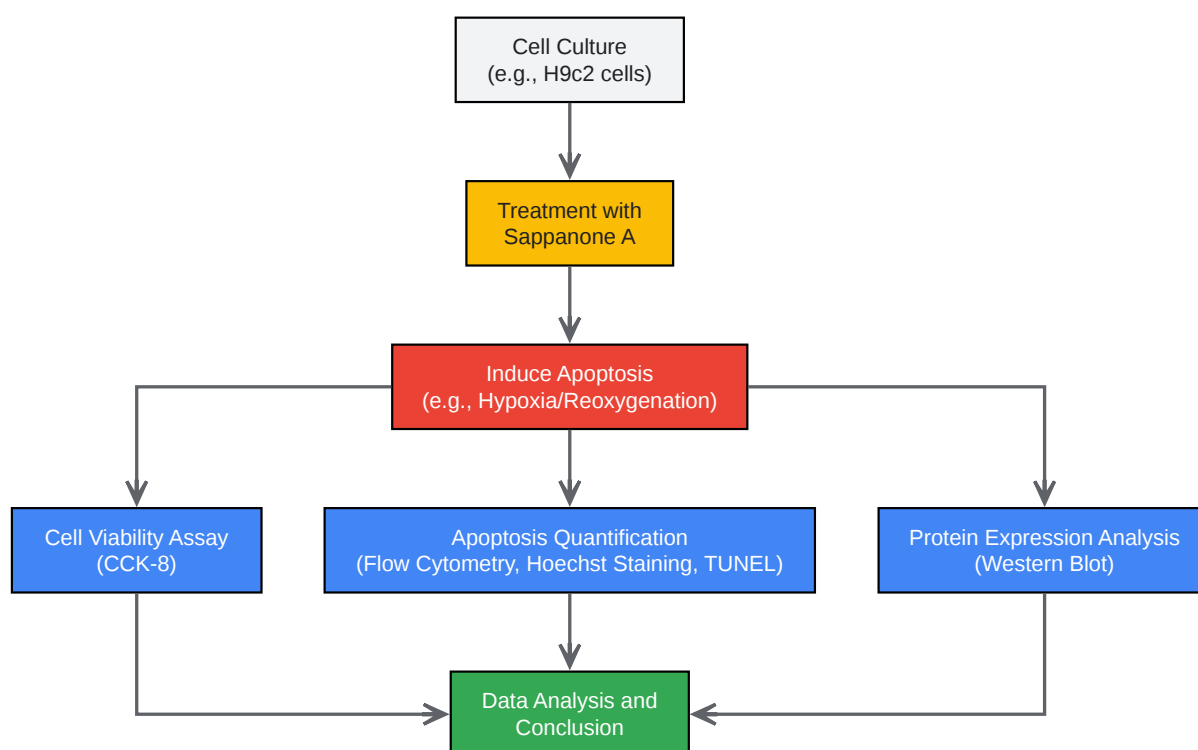 Cell Culture
(e.g., H9c2 cells)
Treatment with
Sappanone A
Induce Apoptosis
(e.g., Hypoxia/Reoxygenation)
Cell Viability Assay
(CCK-8)
Apoptosis Quantification
(Flow Cytometry, Hoechst Staining, TUNEL)
Protein Expression Analysis
(Western Blot)
Data Analysis and
Conclusion